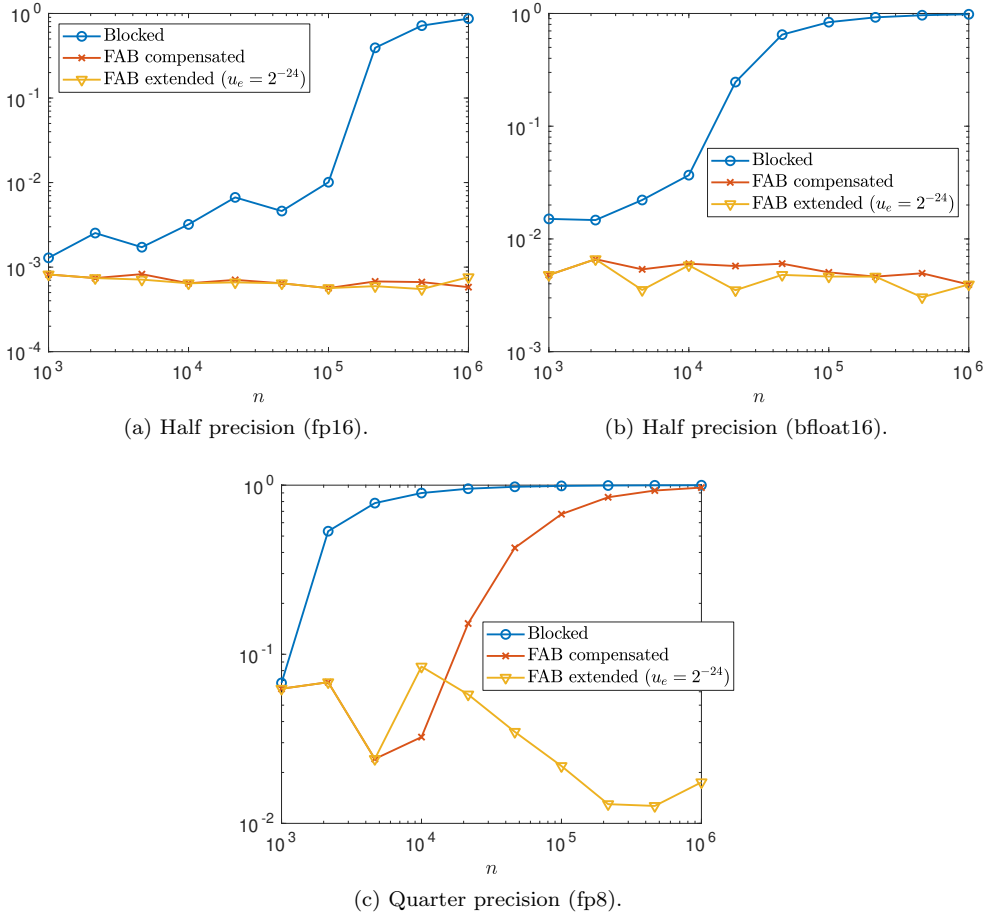 10^0
10^-1
10^-2
10^-3
10^-4
Blocked
FAB compensated
FAB extended (u_e = 2^-24)
10^3 10^4 10^5 10^6
n
(a) Half precision (fp16).
10^0
10^-1
10^-2
10^-3
Blocked
FAB compensated
FAB extended (u_e = 2^-24)
10^3 10^4 10^5 10^6
n
(b) Half precision (bfloat16).
10^0
10^-1
10^-2
Blocked
FAB compensated
FAB extended (u_e = 2^-24)
10^3 10^4 10^5 10^6
n
(c) Quarter precision (fp8).